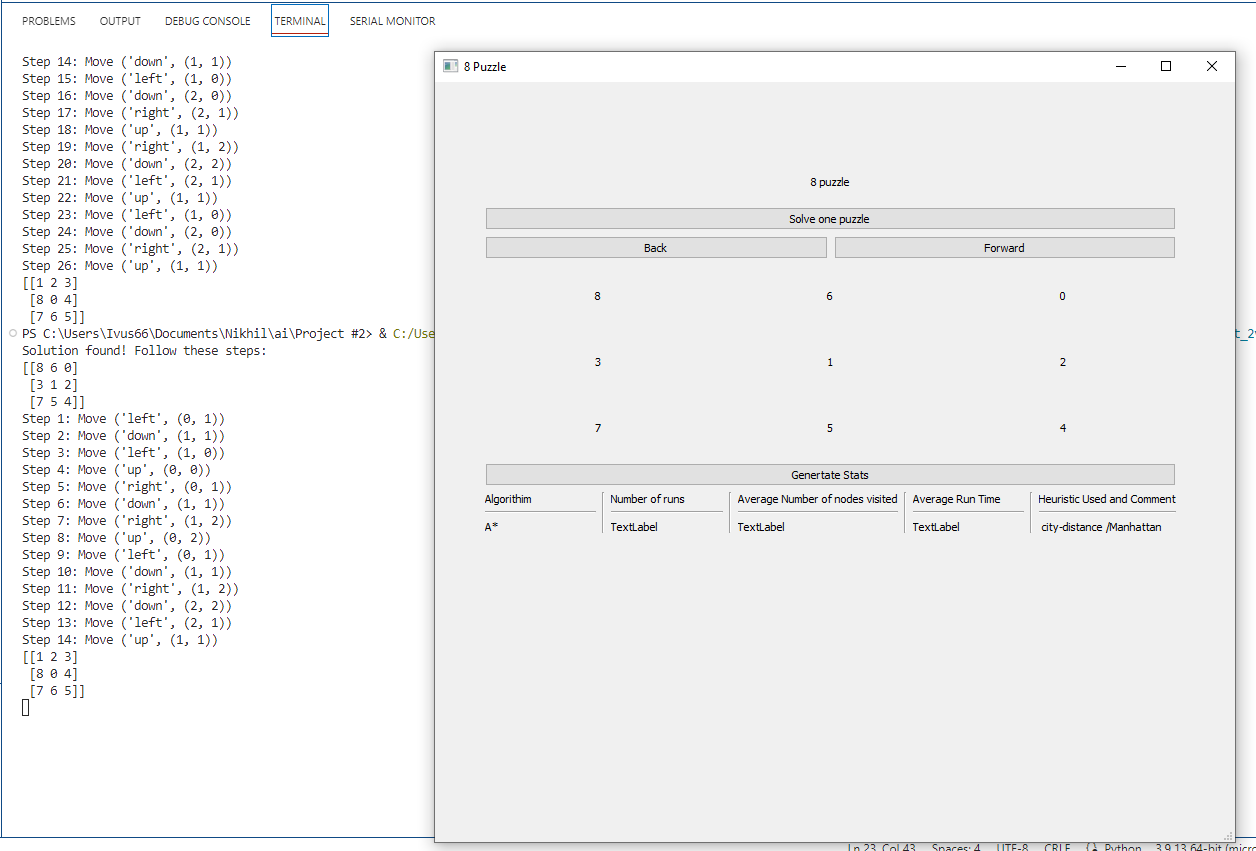 PROBLEMS OUTPUT DEBUG CONSOLE TERMINAL SERIAL MONITOR
Step 14: Move ('down', (1, 1))
Step 15: Move ('left', (1, 0))
Step 16: Move ('down', (2, 0))
Step 17: Move ('right', (2, 1))
Step 18: Move ('up', (1, 1))
Step 19: Move ('right', (1, 2))
Step 20: Move ('down', (2, 2))
Step 21: Move ('left', (2, 1))
Step 22: Move ('up', (1, 1))
Step 23: Move ('left', (1, 0))
Step 24: Move ('down', (2, 0))
Step 25: Move ('right', (2, 1))
Step 26: Move ('up', (1, 1))
[[1 2 3]
[8 0 4]
[7 6 5]]
PS C:\Users\Ivus66\Documents\Nikhil\ai\Project #2> & C:/Use
Solution found! Follow these steps:
[[8 6 0]
[3 1 2]
[7 5 4]]
Step 1: Move ('left', (0, 1))
Step 2: Move ('down', (1, 1))
Step 3: Move ('left', (1, 0))
Step 4: Move ('up', (0, 0))
Step 5: Move ('right', (0, 1))
Step 6: Move ('down', (1, 1))
Step 7: Move ('right', (1, 2))
Step 8: Move ('up', (0, 2))
Step 9: Move ('left', (0, 1))
Step 10: Move ('down', (1, 1))
Step 11: Move ('right', (1, 2))
Step 12: Move ('down', (2, 2))
Step 13: Move ('left', (2, 1))
Step 14: Move ('up', (1, 1))
[[1 2 3]
[8 0 4]
[7 6 5]]
8 Puzzle
8 puzzle
Solve one puzzle
Back Forward
8 6 0
3 1 2
7 5 4
Genertate Stats
Algorithim Number of runs Average Number of nodes visited Average Run Time Heuristic Used and Comment
A* TextLabel TextLabel TextLabel city-distance /Manhattan
Ln 23, Col 43 Spaces: 4 UTF-8 CRLF Python 3.9.13 64-bit